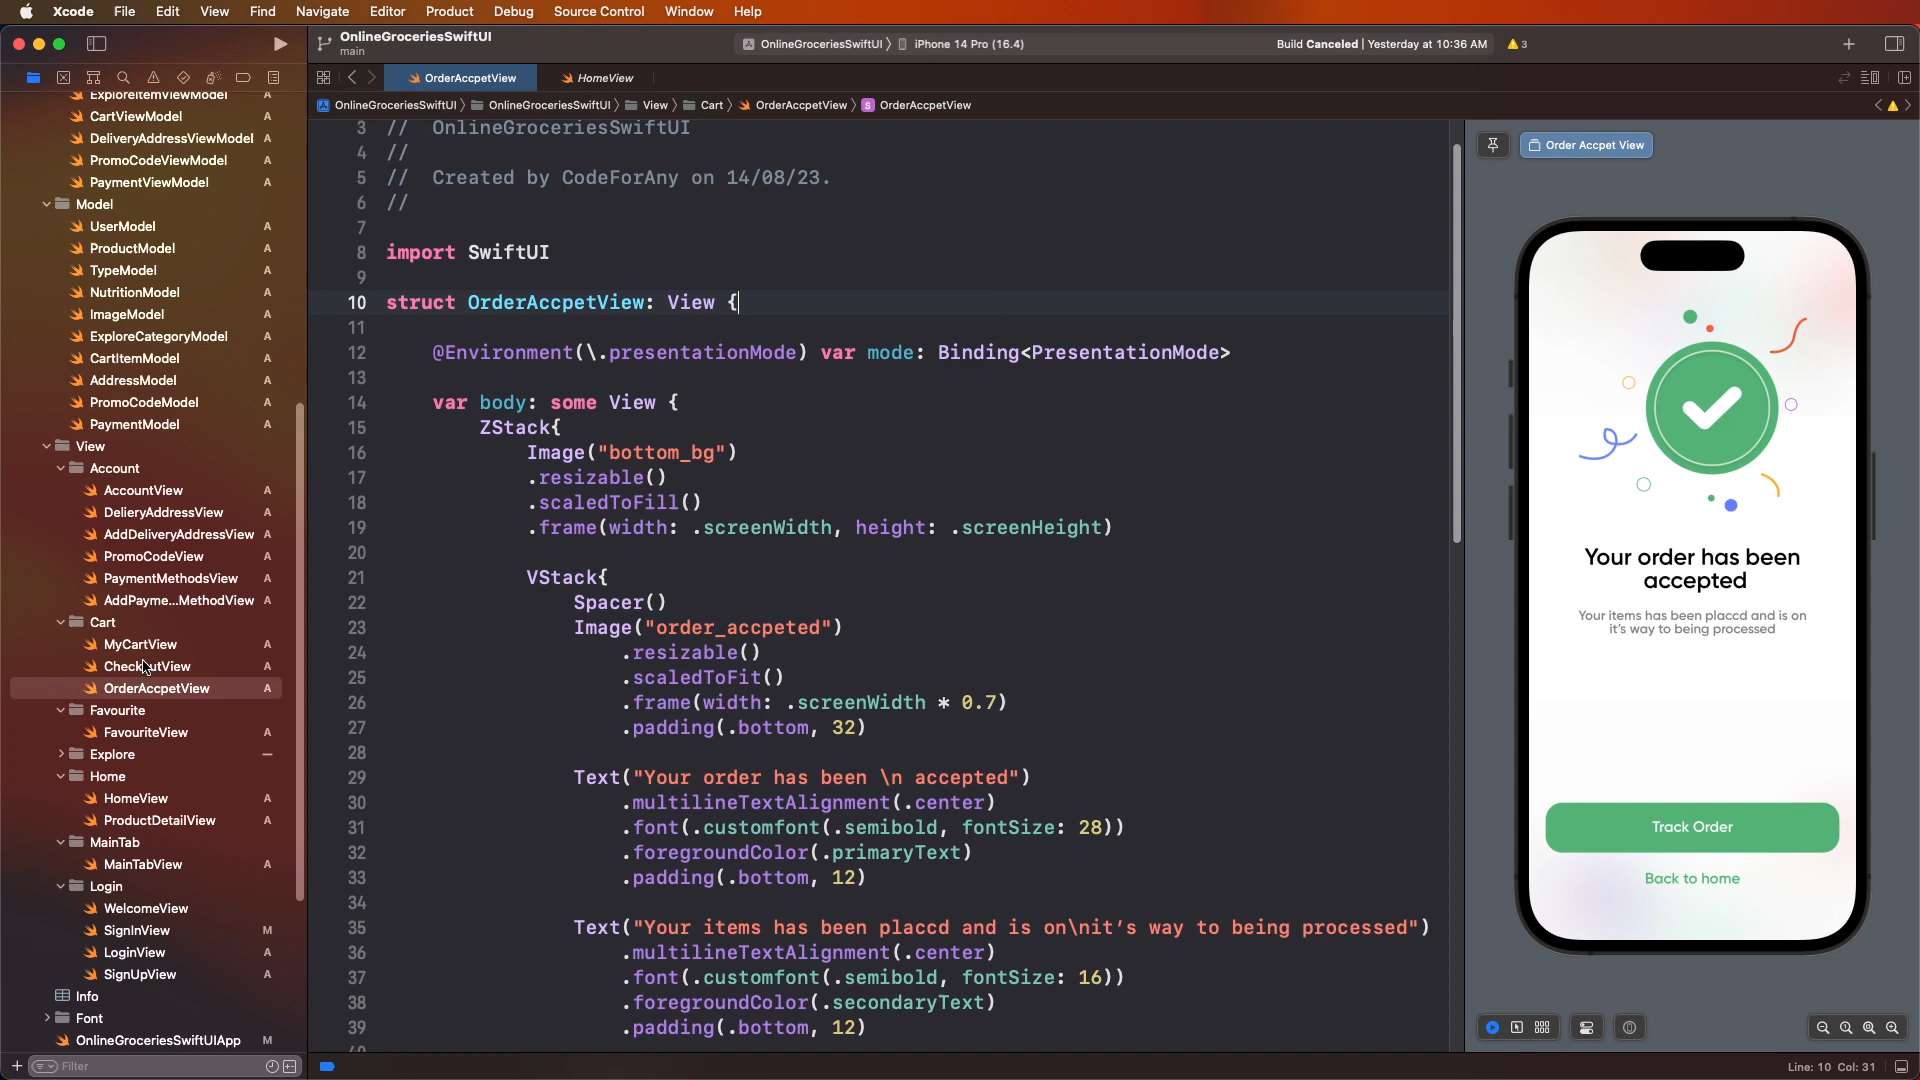 Xcode File Edit View Find Navigate Editor Product Debug Source Control Window Help
OnlineGroceriesSwiftUI
main
OnlineGroceriesSwiftUI iPhone 14 Pro (16.4)
Build Canceled | Yesterday at 10:36 AM 3
OrderAccpetView HomeView
OnlineGroceriesSwiftUI OnlineGroceriesSwiftUI View Cart OrderAccpetView S OrderAccpetView
ExploreItemViewModel A
CartViewModel A
DeliveryAddressViewModel A
PromoCodeViewModel A
PaymentViewModel A
Model
UserModel A
ProductModel A
TypeModel A
NutritionModel A
ImageModel A
ExploreCategoryModel A
CartItemModel A
AddressModel A
PromoCodeModel A
PaymentModel A
View
Account
AccountView A
DelieryAddressView A
AddDeliveryAddressView A
PromoCodeView A
PaymentMethodsView A
AddPayme...MethodView A
Cart
MyCartView A
CheckoutView A
OrderAccpetView A
Favourite
FavouriteView A
Explore
Home
HomeView A
ProductDetailView A
MainTab
MainTabView A
Login
WelcomeView
SignInView M
LoginView A
SignUpView A
Info
Font
OnlineGroceriesSwiftUIApp M
Filter
3 // OnlineGroceriesSwiftUI
4 //
5 // Created by CodeForAny on 14/08/23.
6 //
7
8 import SwiftUI
9
10 struct OrderAccpetView: View {
11
12 @Environment(\.presentationMode) var mode: Binding<PresentationMode>
13
14 var body: some View {
15 ZStack{
16 Image("bottom_bg")
17 .resizable()
18 .scaledToFill()
19 .frame(width: .screenWidth, height: .screenHeight)
20
21 VStack{
22 Spacer()
23 Image("order_accpeted")
24 .resizable()
25 .scaledToFit()
26 .frame(width: .screenWidth * 0.7)
27 .padding(.bottom, 32)
28
29 Text("Your order has been \n accepted")
30 .multilineTextAlignment(.center)
31 .font(.customfont(.semibold, fontSize: 28))
32 .foregroundColor(.primaryText)
33 .padding(.bottom, 12)
34
35 Text("Your items has been placcd and is on\nit’s way to being processed")
36 .multilineTextAlignment(.center)
37 .font(.customfont(.semibold, fontSize: 16))
38 .foregroundColor(.secondaryText)
39 .padding(.bottom, 12)
40
Order Accpet View
Your order has been
accepted
Your items has been placcd and is on
it’s way to being processed
Track Order
Back to home
Line: 10 Col: 31